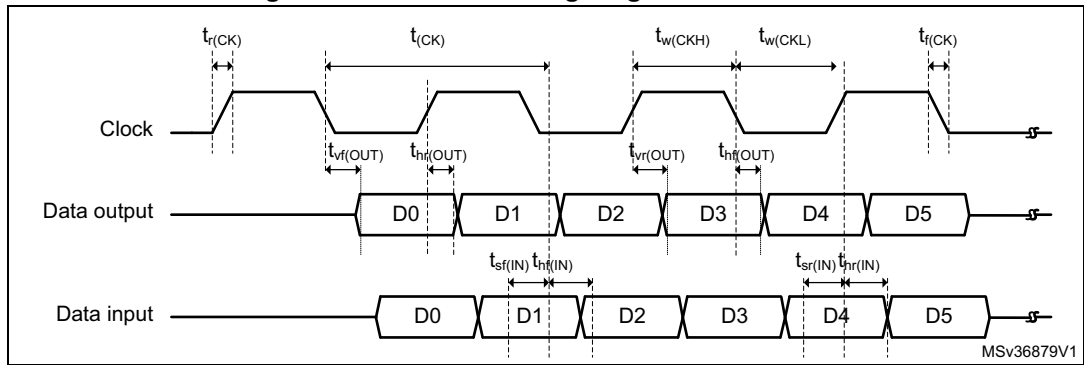 t_r(CK) t_(CK) t_w(CKH) t_w(CKL) t_f(CK)
Clock
t_vf(OUT) t_hr(OUT) t_vr(OUT) t_hf(OUT)
Data output D0 D1 D2 D3 D4 D5
t_sf(IN) t_hf(IN) t_sr(IN) t_hr(IN)
Data input D0 D1 D2 D3 D4 D5
MSv36879V1